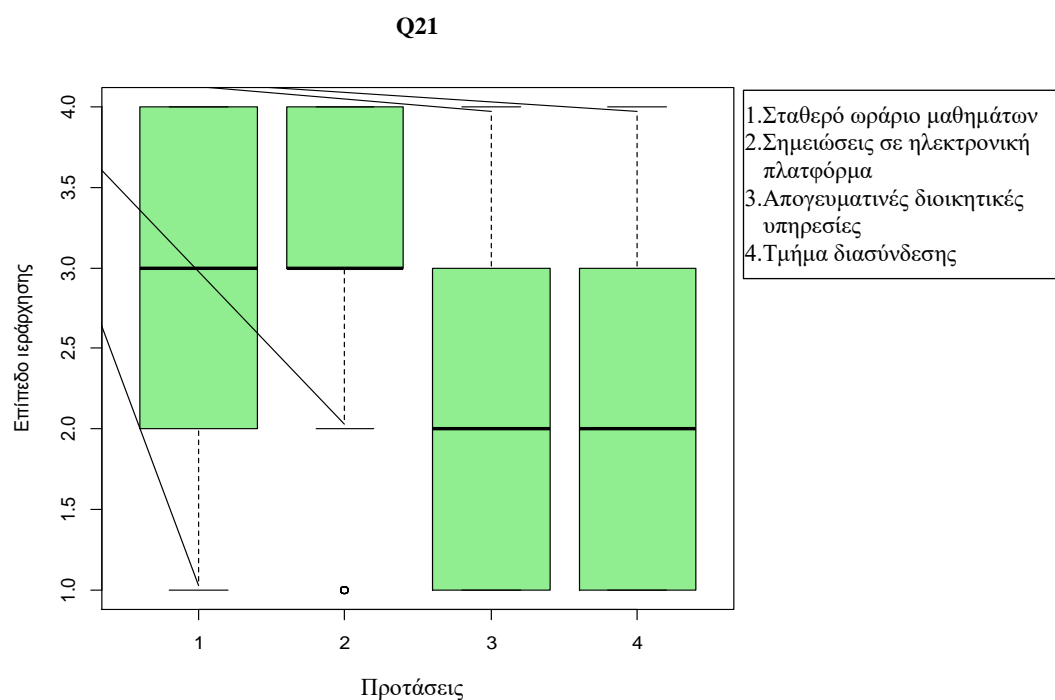 Q21
Επίπεδο ιεράρχησης
4.0
3.5
3.0
2.5
2.0
1.5
1.0
1 2 3 4
Προτάσεις
1.Σταθερό ωράριο μαθημάτων
2.Σημειώσεις σε ηλεκτρονική
πλατφόρμα
3.Απογευματινές διοικητικές
υπηρεσίες
4.Τμήμα διασύνδεσης